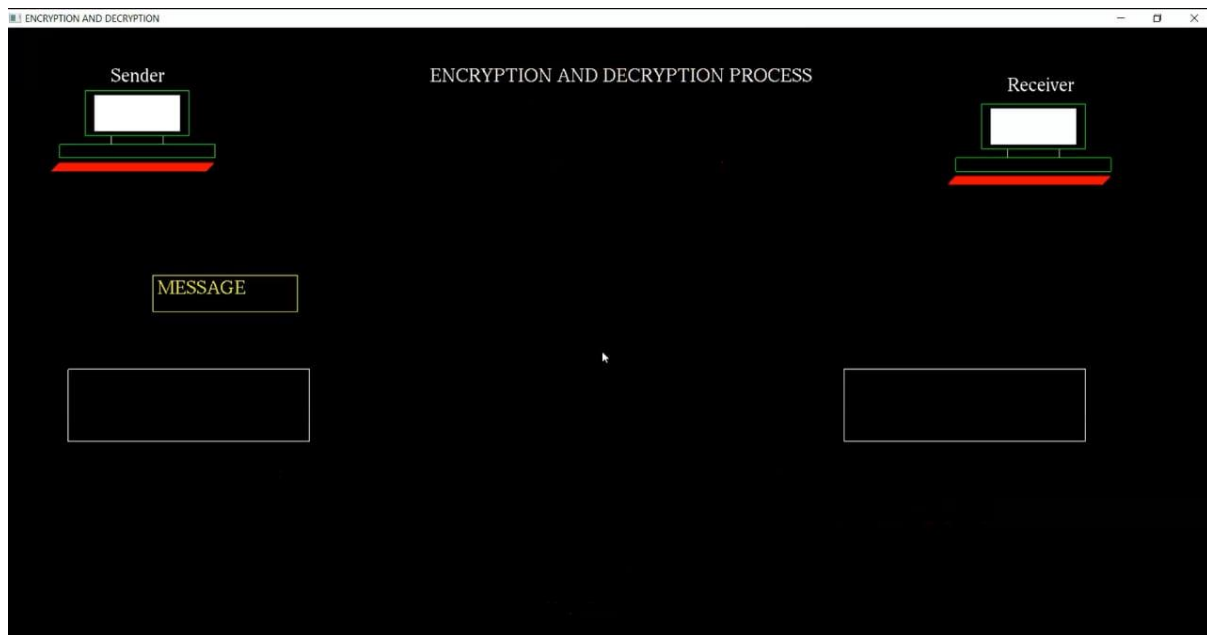 ENCRYPTION AND DECRYPTION
Sender
ENCRYPTION AND DECRYPTION PROCESS
Receiver
MESSAGE